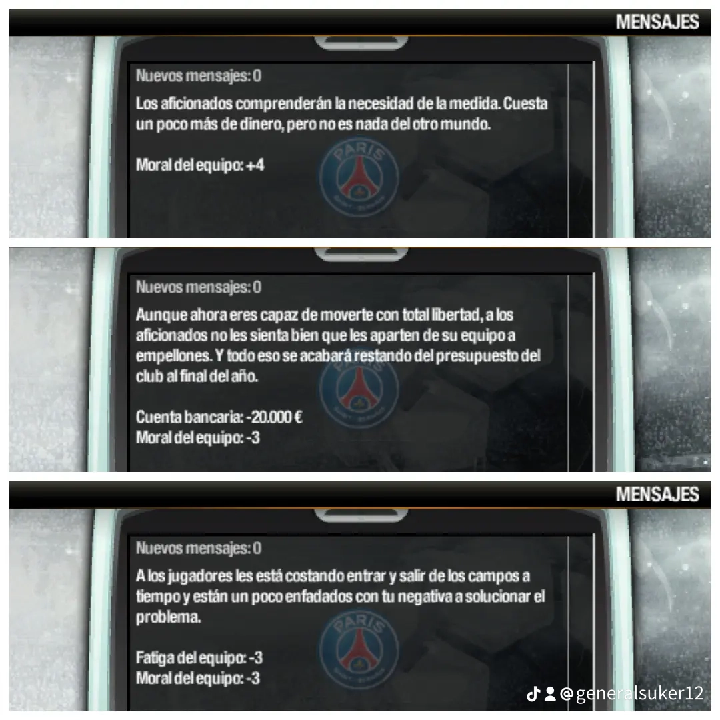 MENSAJES
Nuevos mensajes: 0
Los aficionados comprenderán la necesidad de la medida. Cuesta
un poco más de dinero, pero no es nada del otro mundo.
Moral del equipo: +4
PARIS
SAINT-GERMAIN
Nuevos mensajes: 0
Aunque ahora eres capaz de moverte con total libertad, a los
aficionados no les sienta bien que les aparten de su equipo a
empellones. Y todo eso se acabará restando del presupuesto del
club al final del año.
Cuenta bancaria: -20.000 €
Moral del equipo: -3
MENSAJES
Nuevos mensajes: 0
A los jugadores les está costando entrar y salir de los campos a
tiempo y están un poco enfadados con tu negativa a solucionar el
problema.
Fatiga del equipo: -3
Moral del equipo: -3
PARIS
@generalsuker12